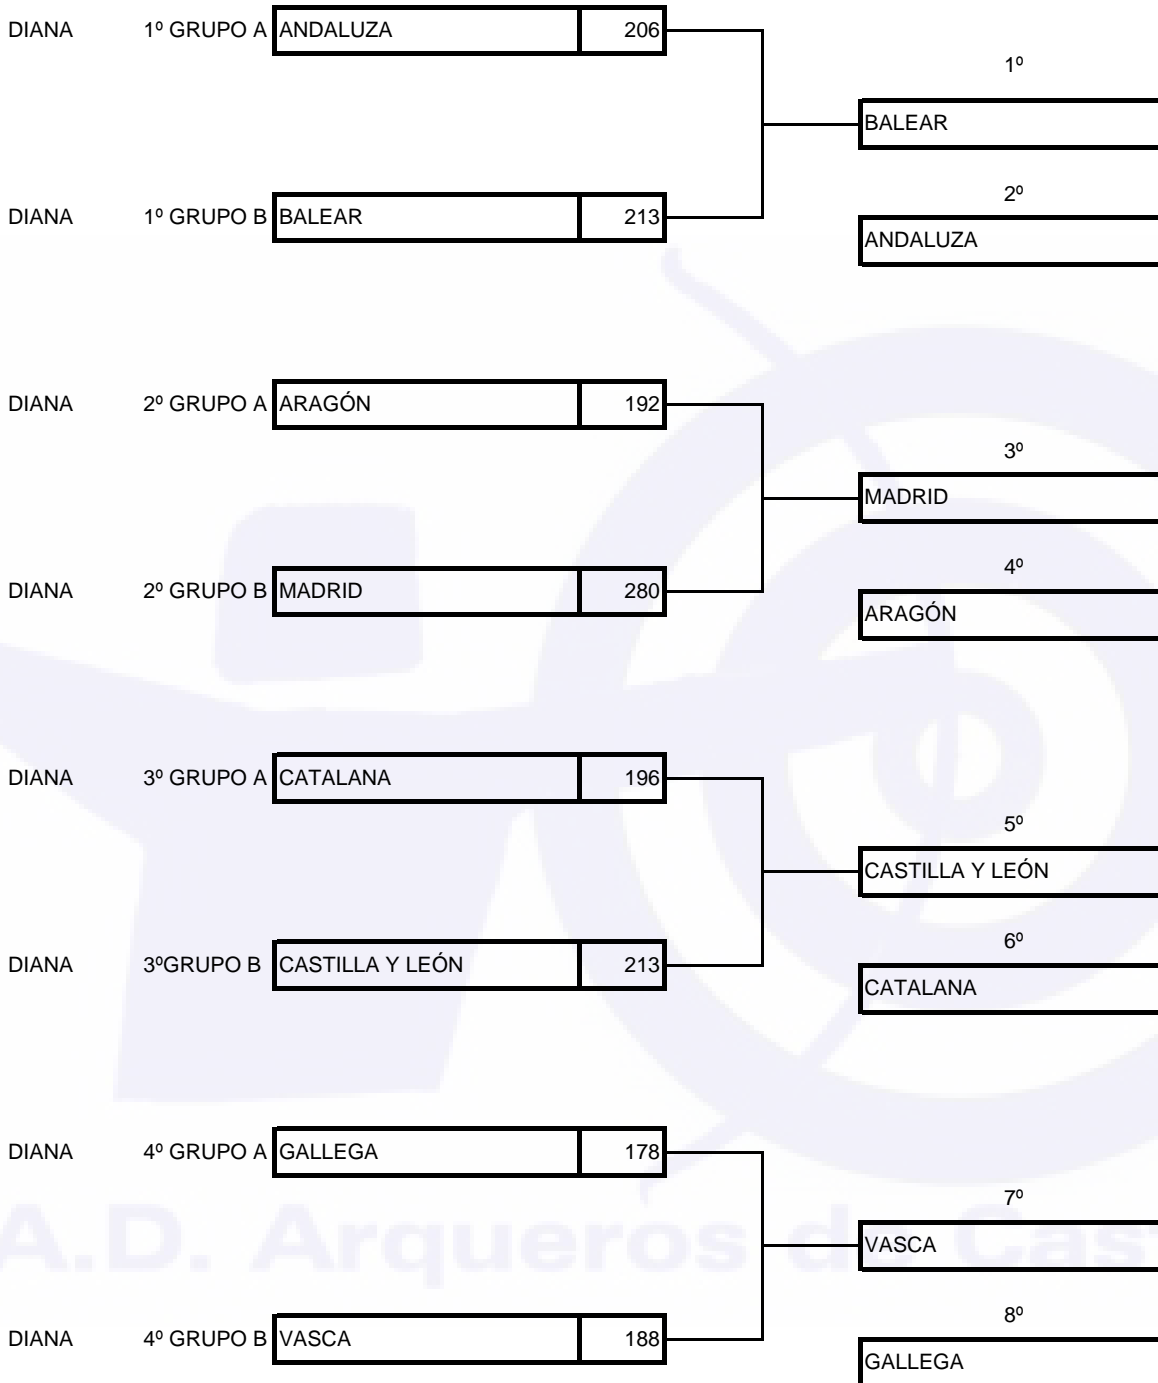 DIANA 1º GRUPO A ANDALUZA 206
1º
BALEAR
2º
DIANA 1º GRUPO B BALEAR 213
ANDALUZA
DIANA 2º GRUPO A ARAGÓN 192
3º
MADRID
4º
DIANA 2º GRUPO B MADRID 280
ARAGÓN
DIANA 3º GRUPO A CATALANA 196
5º
CASTILLA Y LEÓN
6º
DIANA 3ºGRUPO B CASTILLA Y LEÓN 213
CATALANA
DIANA 4º GRUPO A GALLEGA 178
7º
A.D. Arqueros de Cas
VASCA
8º
DIANA 4º GRUPO B VASCA 188
GALLEGA